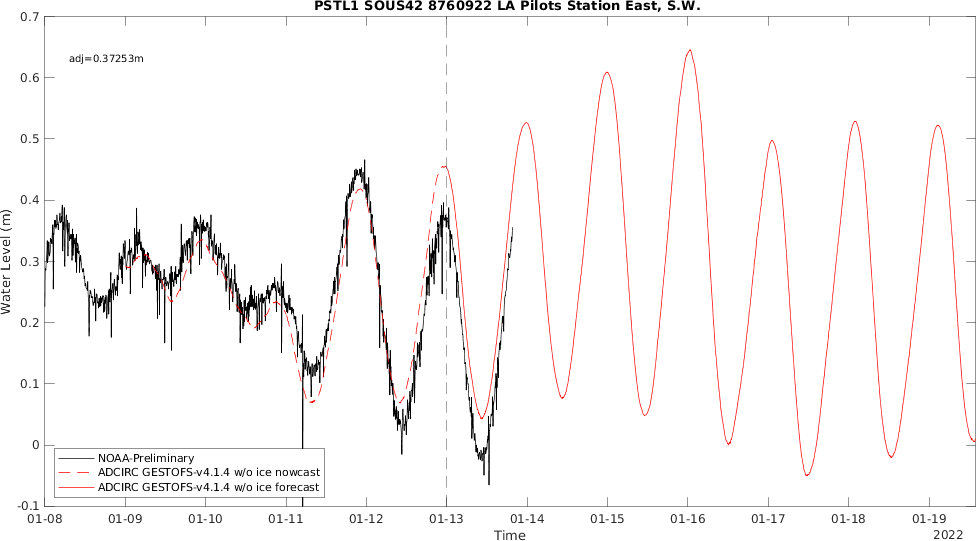 PSTL1 SOUS42 8760922 LA Pilots Station East, S.W.
adj=0.37253m
0.7
0.6
0.5
0.4
0.3
0.2
0.1
0
-0.1
Water Level (m)
NOAA-Preliminary
ADCIRC GESTOFS-v4.1.4 w/o ice nowcast
ADCIRC GESTOFS-v4.1.4 w/o ice forecast
01-08 01-09 01-10 01-11 01-12 01-13 01-14 01-15 01-16 01-17 01-18 01-19
Time
2022